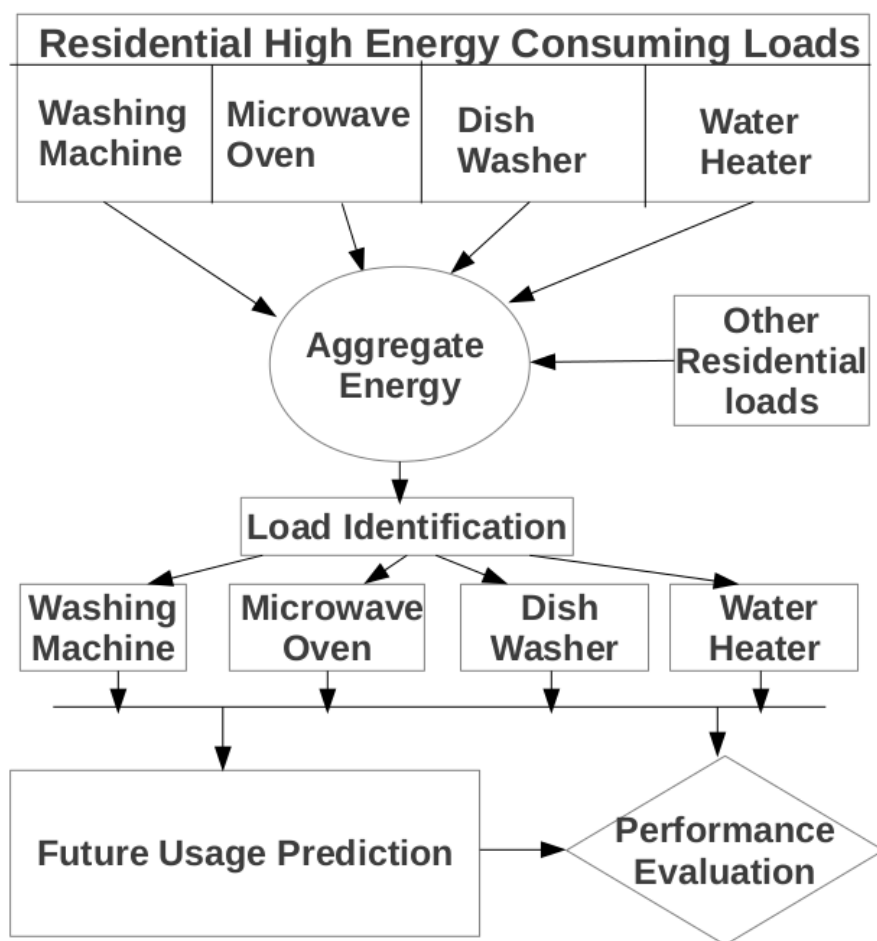 Residential High Energy Consuming Loads
Washing
Machine
Microwave
Oven
Dish
Washer
Water
Heater
Aggregate
Energy
Other
Residential
loads
Load Identification
Washing
Machine
Microwave
Oven
Dish
Washer
Water
Heater
Future Usage Prediction
Performance
Evaluation